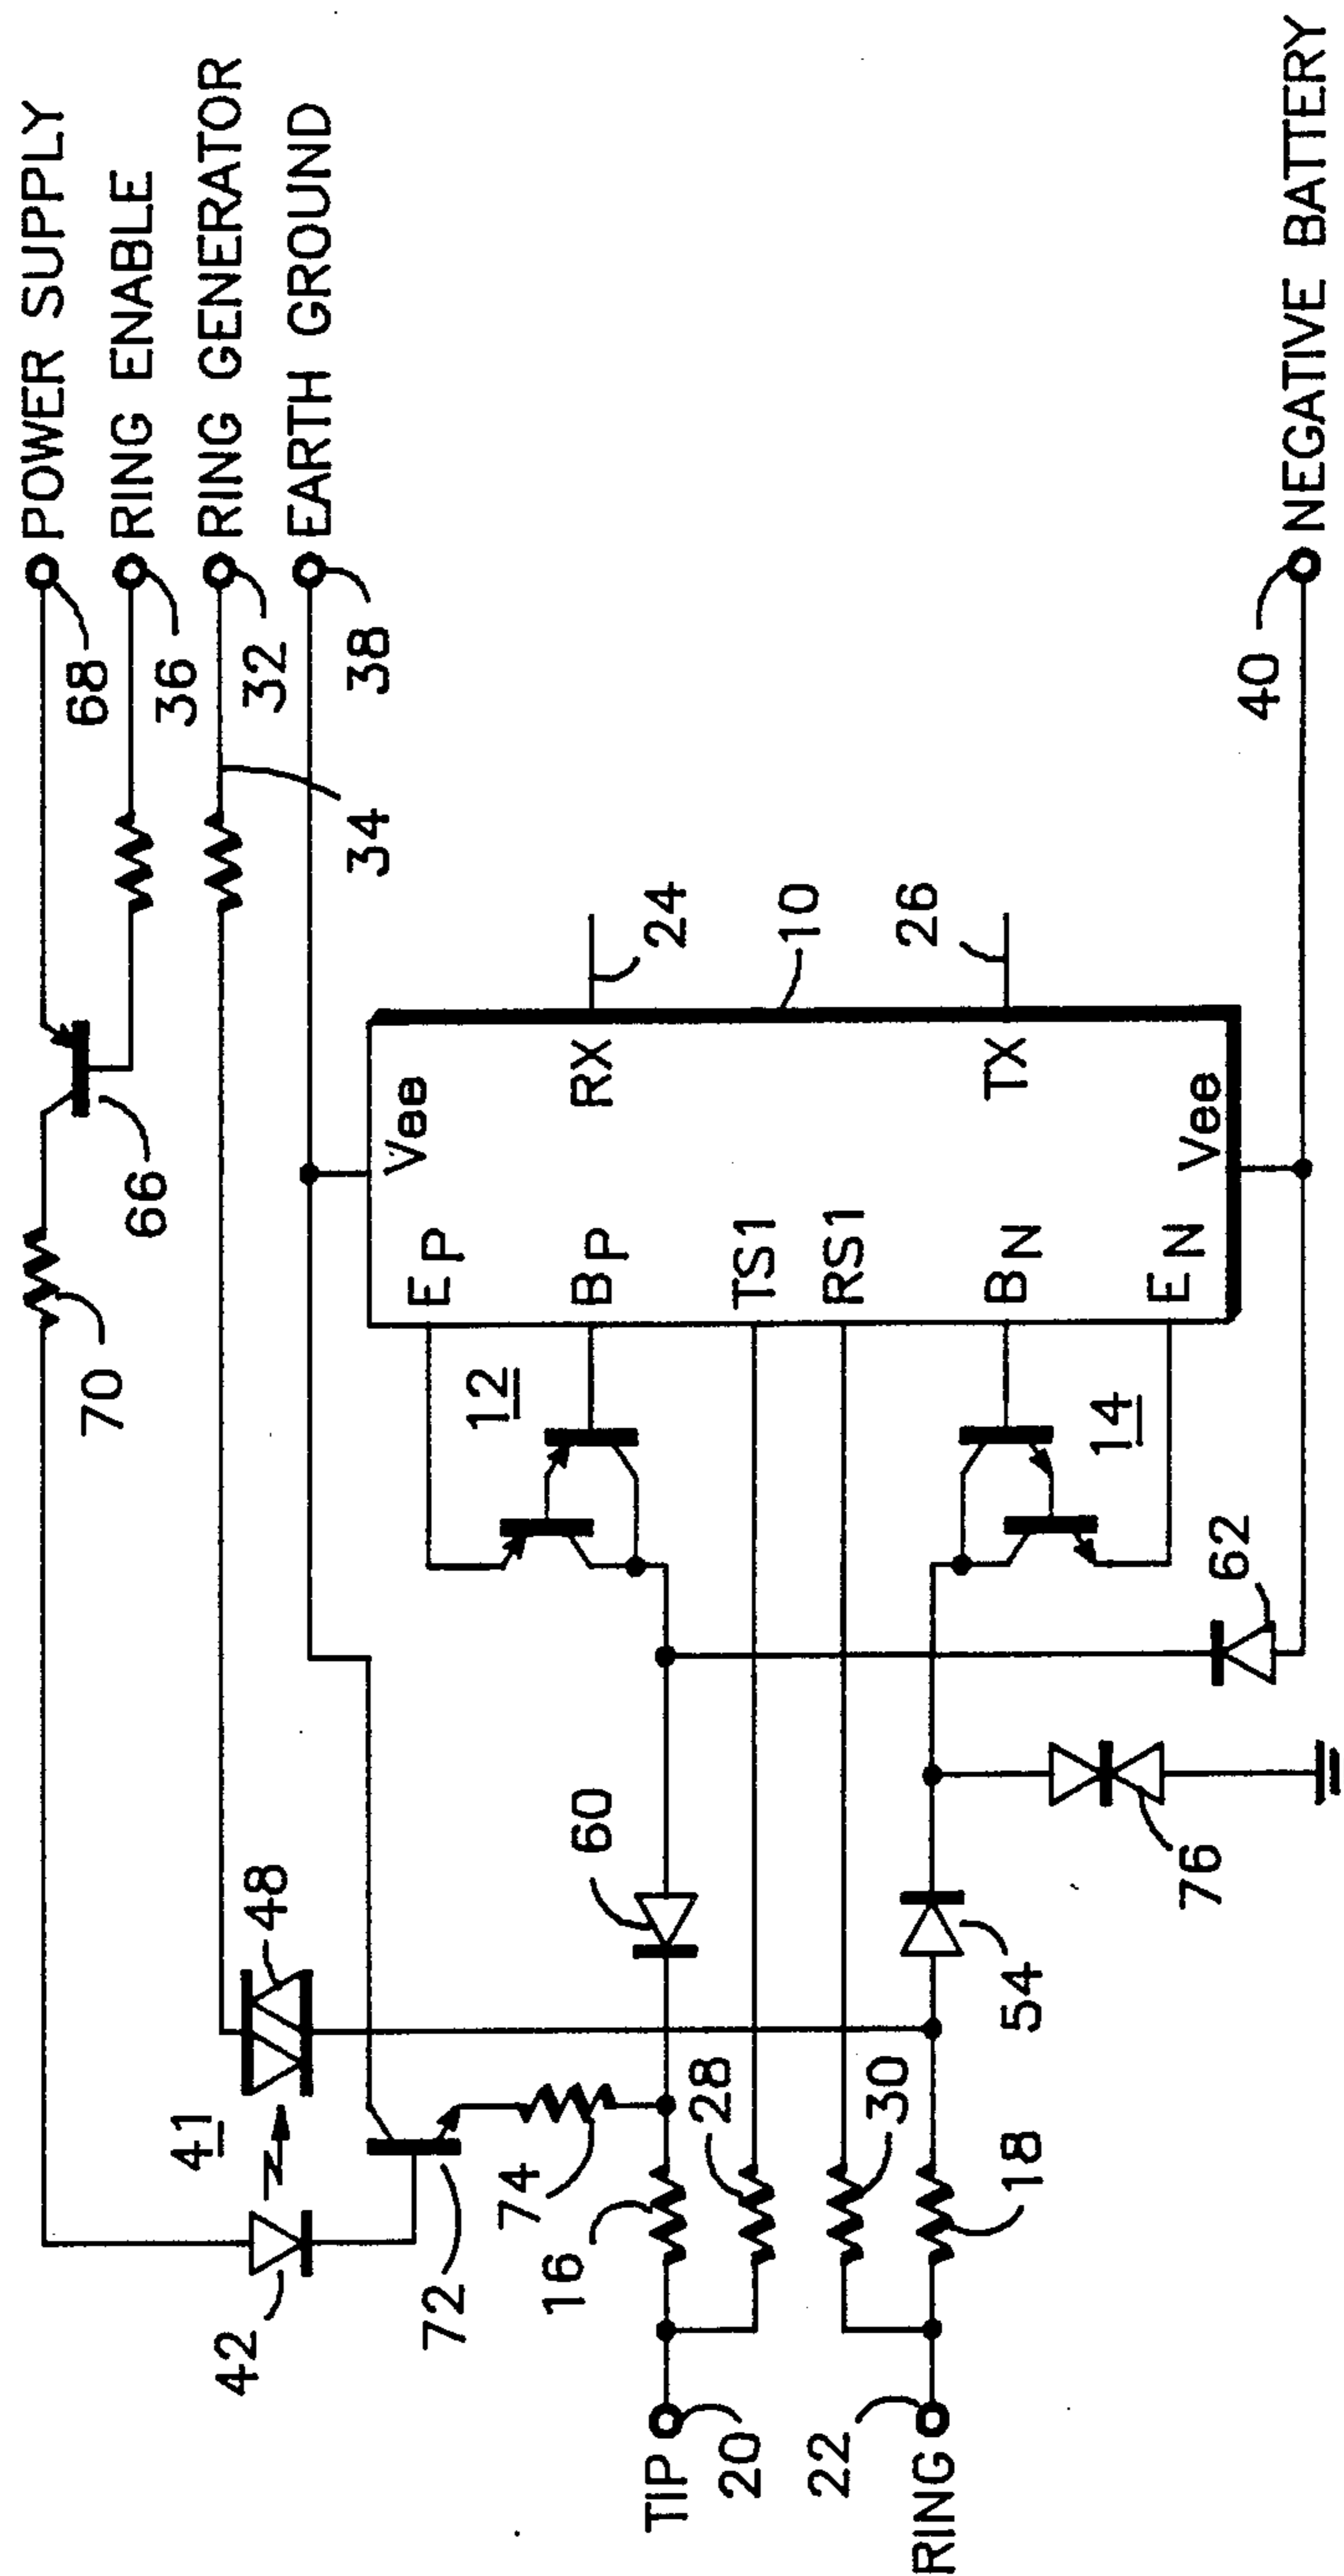 POWER SUPPLY
68
RING ENABLE
36
RING GENERATOR
32
34
EARTH GROUND
38
70
66
41
48
42
72
74
Vee
EP
BP
12
RX
24
10
TS1
RS1
TX
26
BN
EN
14
Vee
60
16
28
TIP
20
30
22
RING
18
54
76
62
40
NEGATIVE BATTERY